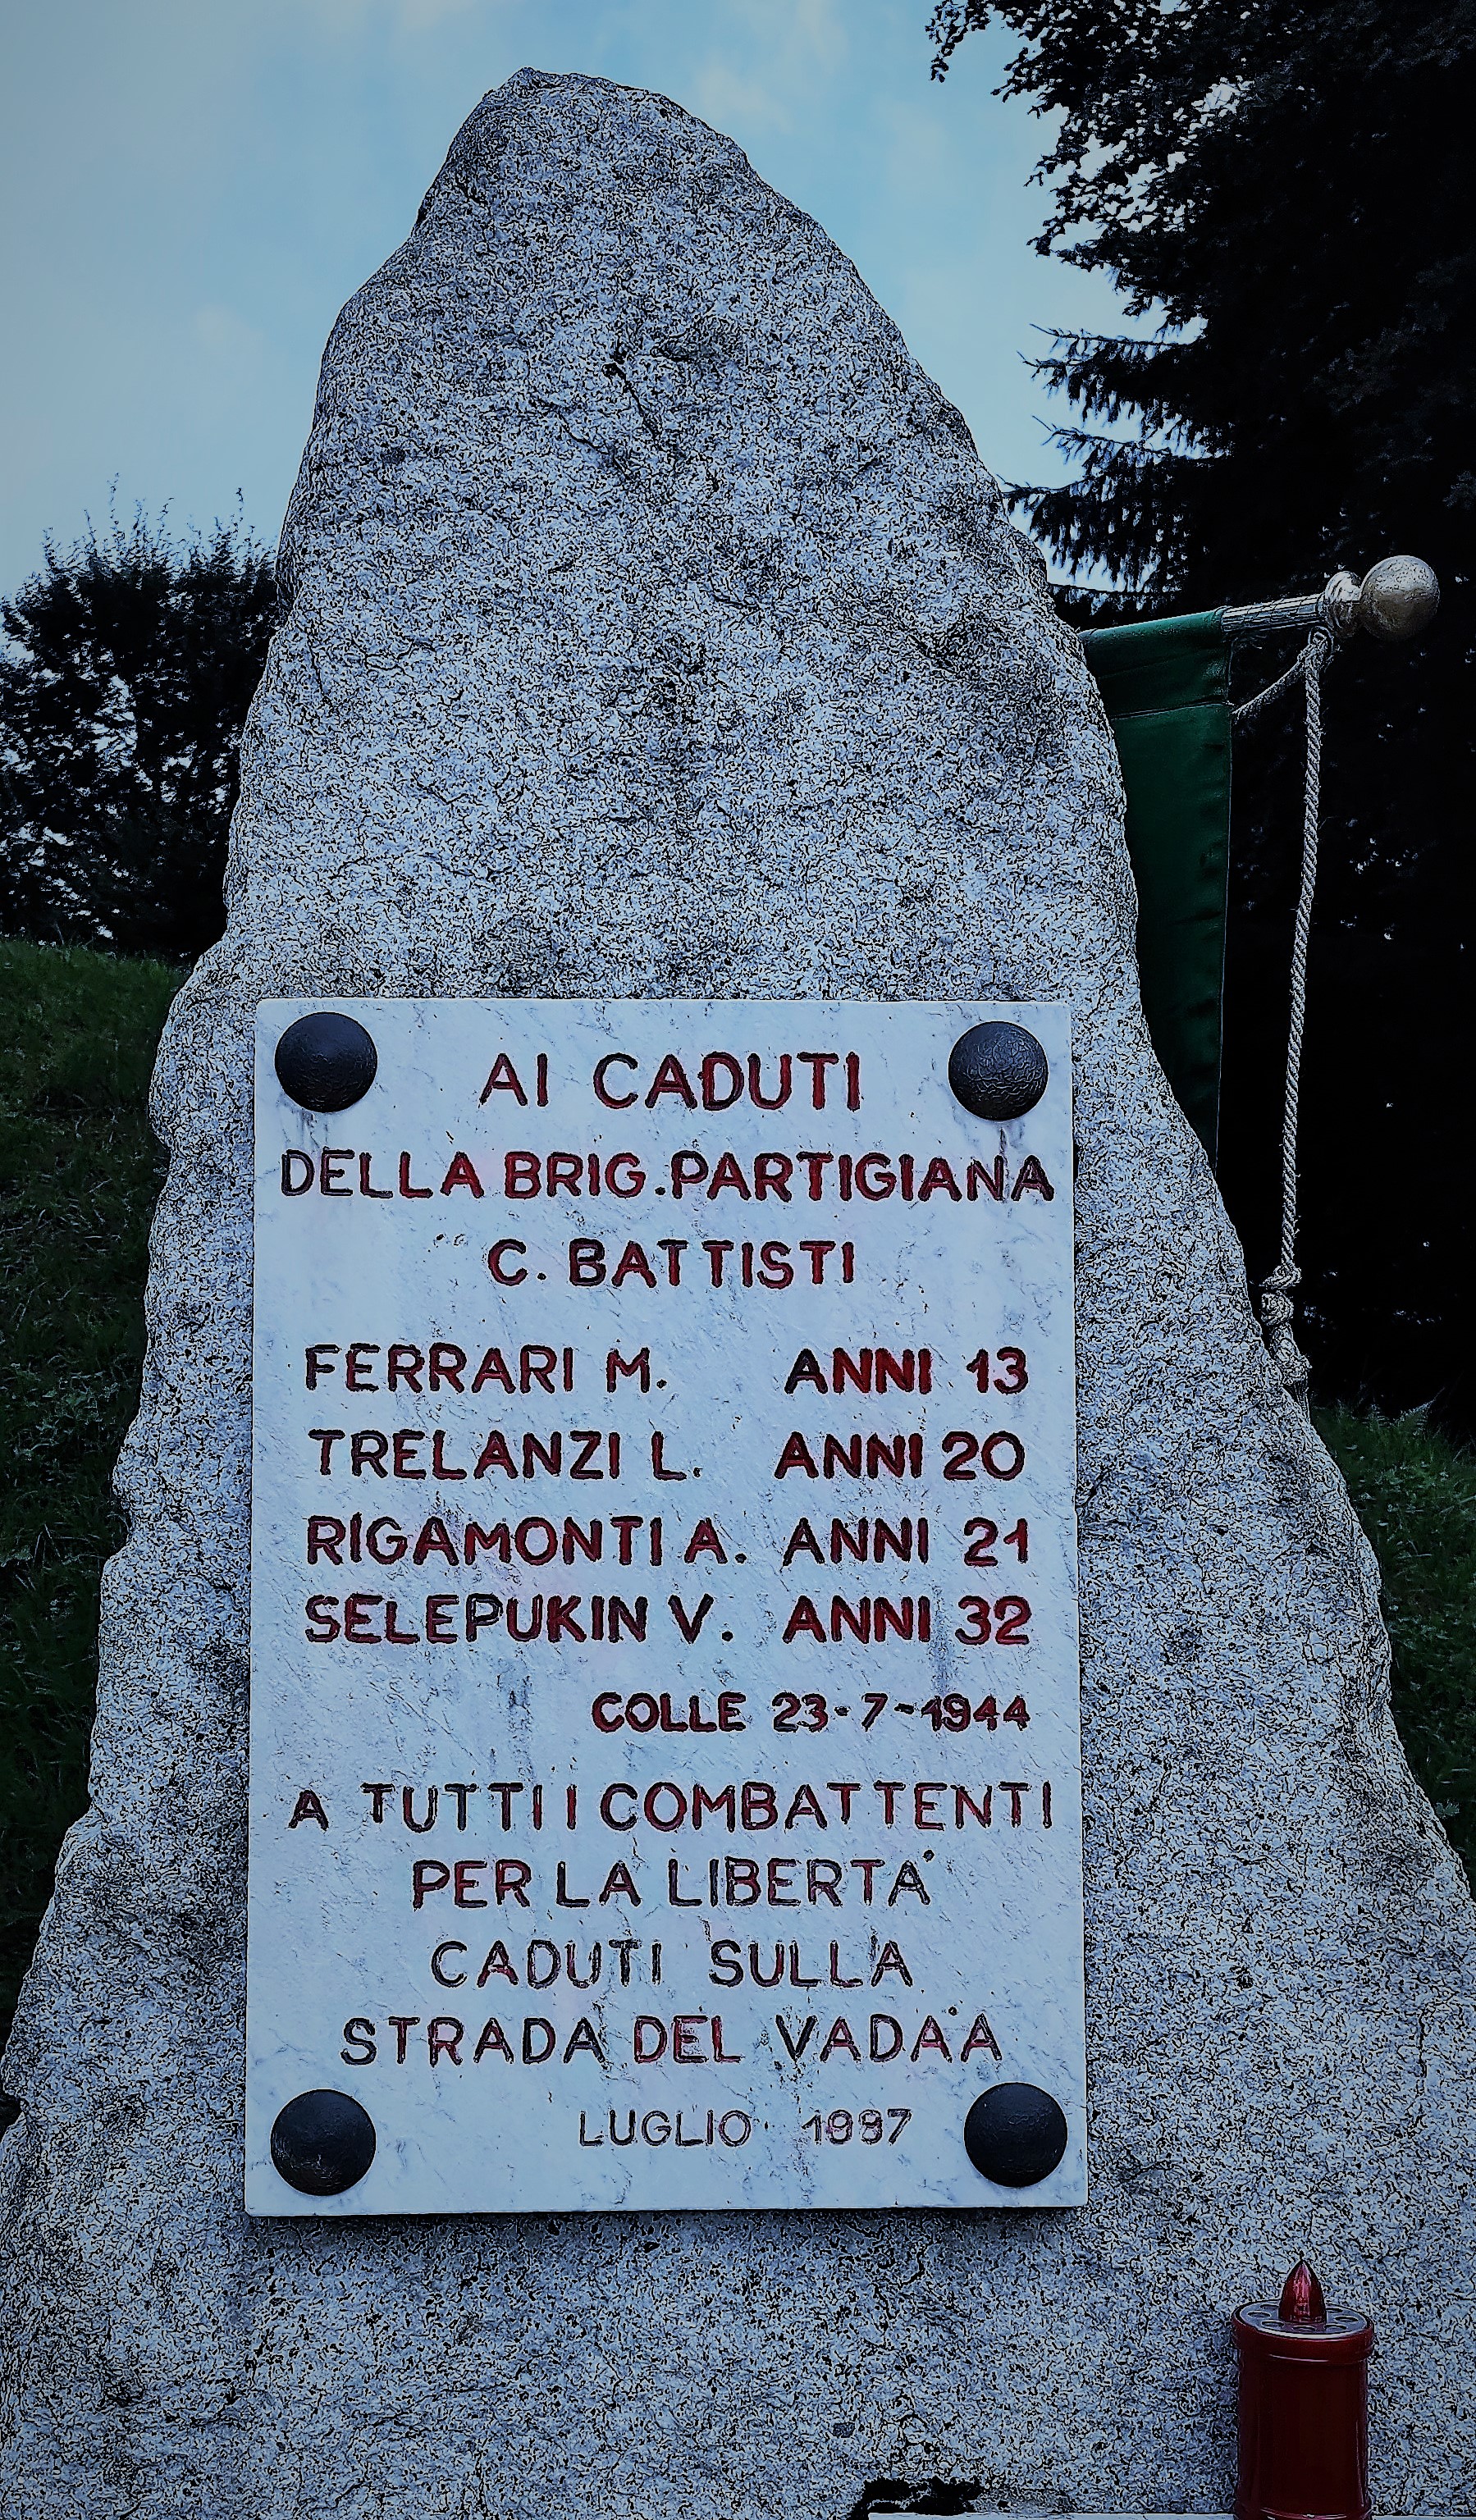 AI CADUTI
DELLA BRIG. PARTIGIANA
C. BATTISTI
FERRARI M. ANNI 13
TRELANZI L. ANNI 20
RIGAMONTI A. ANNI 21
SELEPUKIN V. ANNI 32
COLLE 23-7-1944
A TUTTI I COMBATTENTI
PER LA LIBERTA'
CADUTI SULLA
STRADA DEL VADAA
LUGLIO 1997